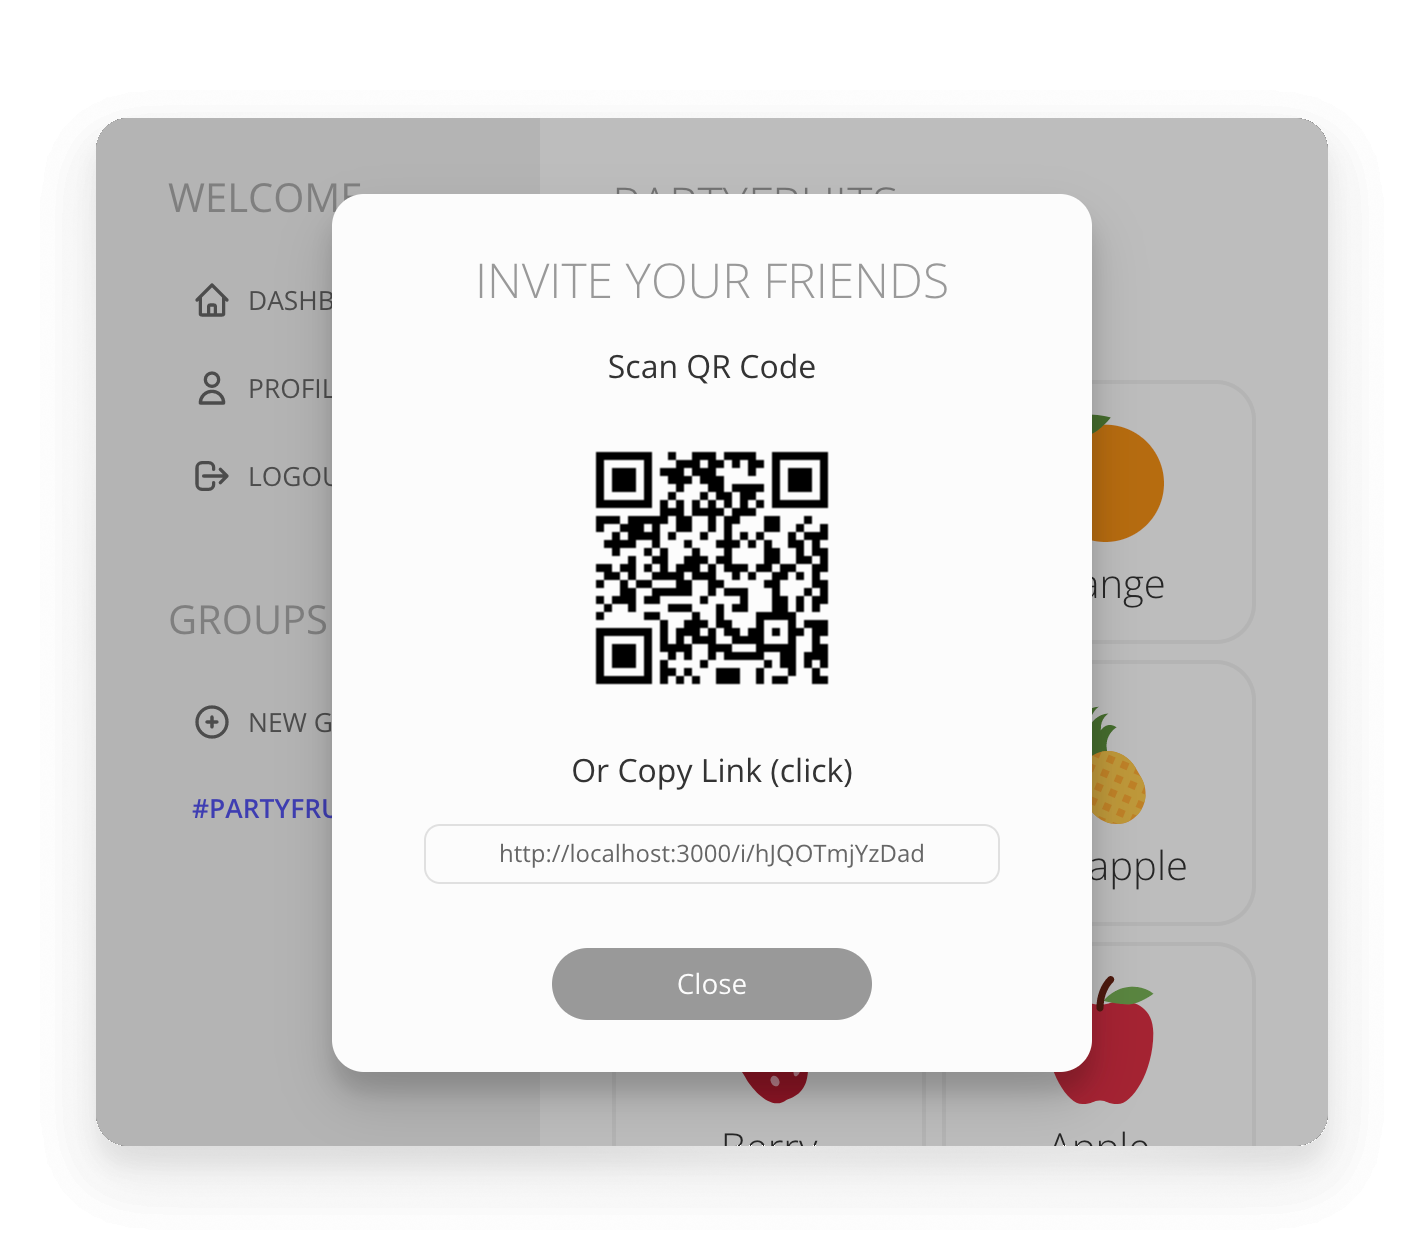 WELCOME
DASHB
PROFIL
LOGOU
GROUPS
NEW G
#PARTYFRU
PARTYFRUITS
INVITE YOUR FRIENDS
Scan QR Code
Or Copy Link (click)
http://localhost:3000/i/hJQOTmjYzDad
Close
ange
apple
Berry
Apple